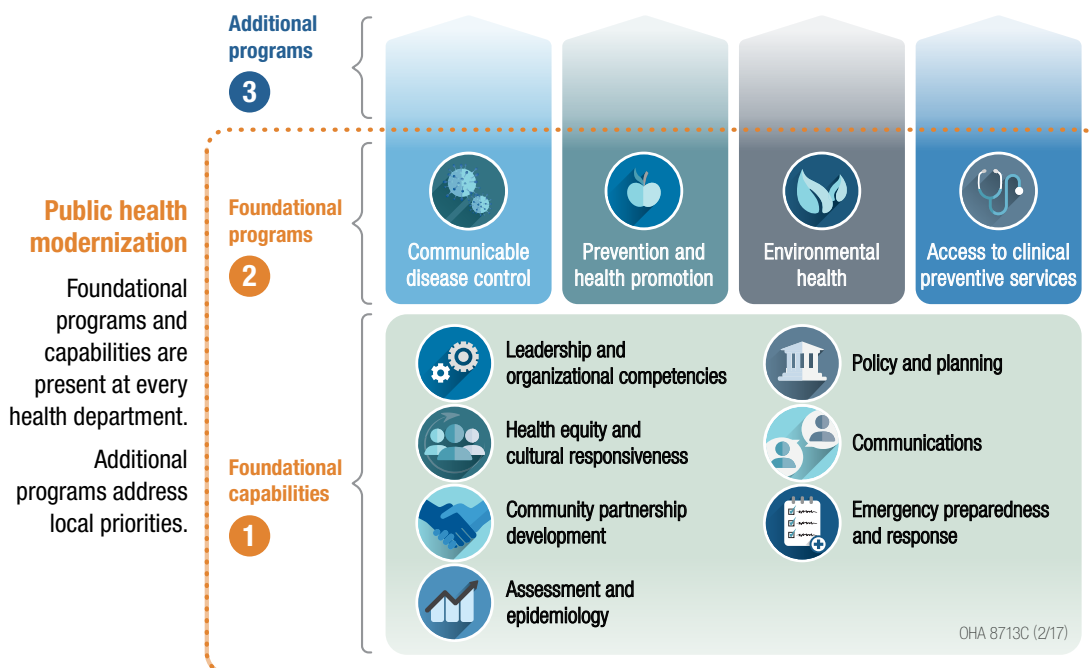 Additional
programs
3
Public health
modernization
Foundational
programs and
capabilities are
present at every
health department.
Additional
programs address
local priorities.
Foundational
programs
2
Communicable
disease control
Prevention and
health promotion
Environmental
health
Access to clinical
preventive services
Foundational
capabilities
1
Leadership and
organizational competencies
Health equity and
cultural responsiveness
Community partnership
development
Assessment and
epidemiology
Policy and planning
Communications
Emergency preparedness
and response
OHA 8713C (2/17)